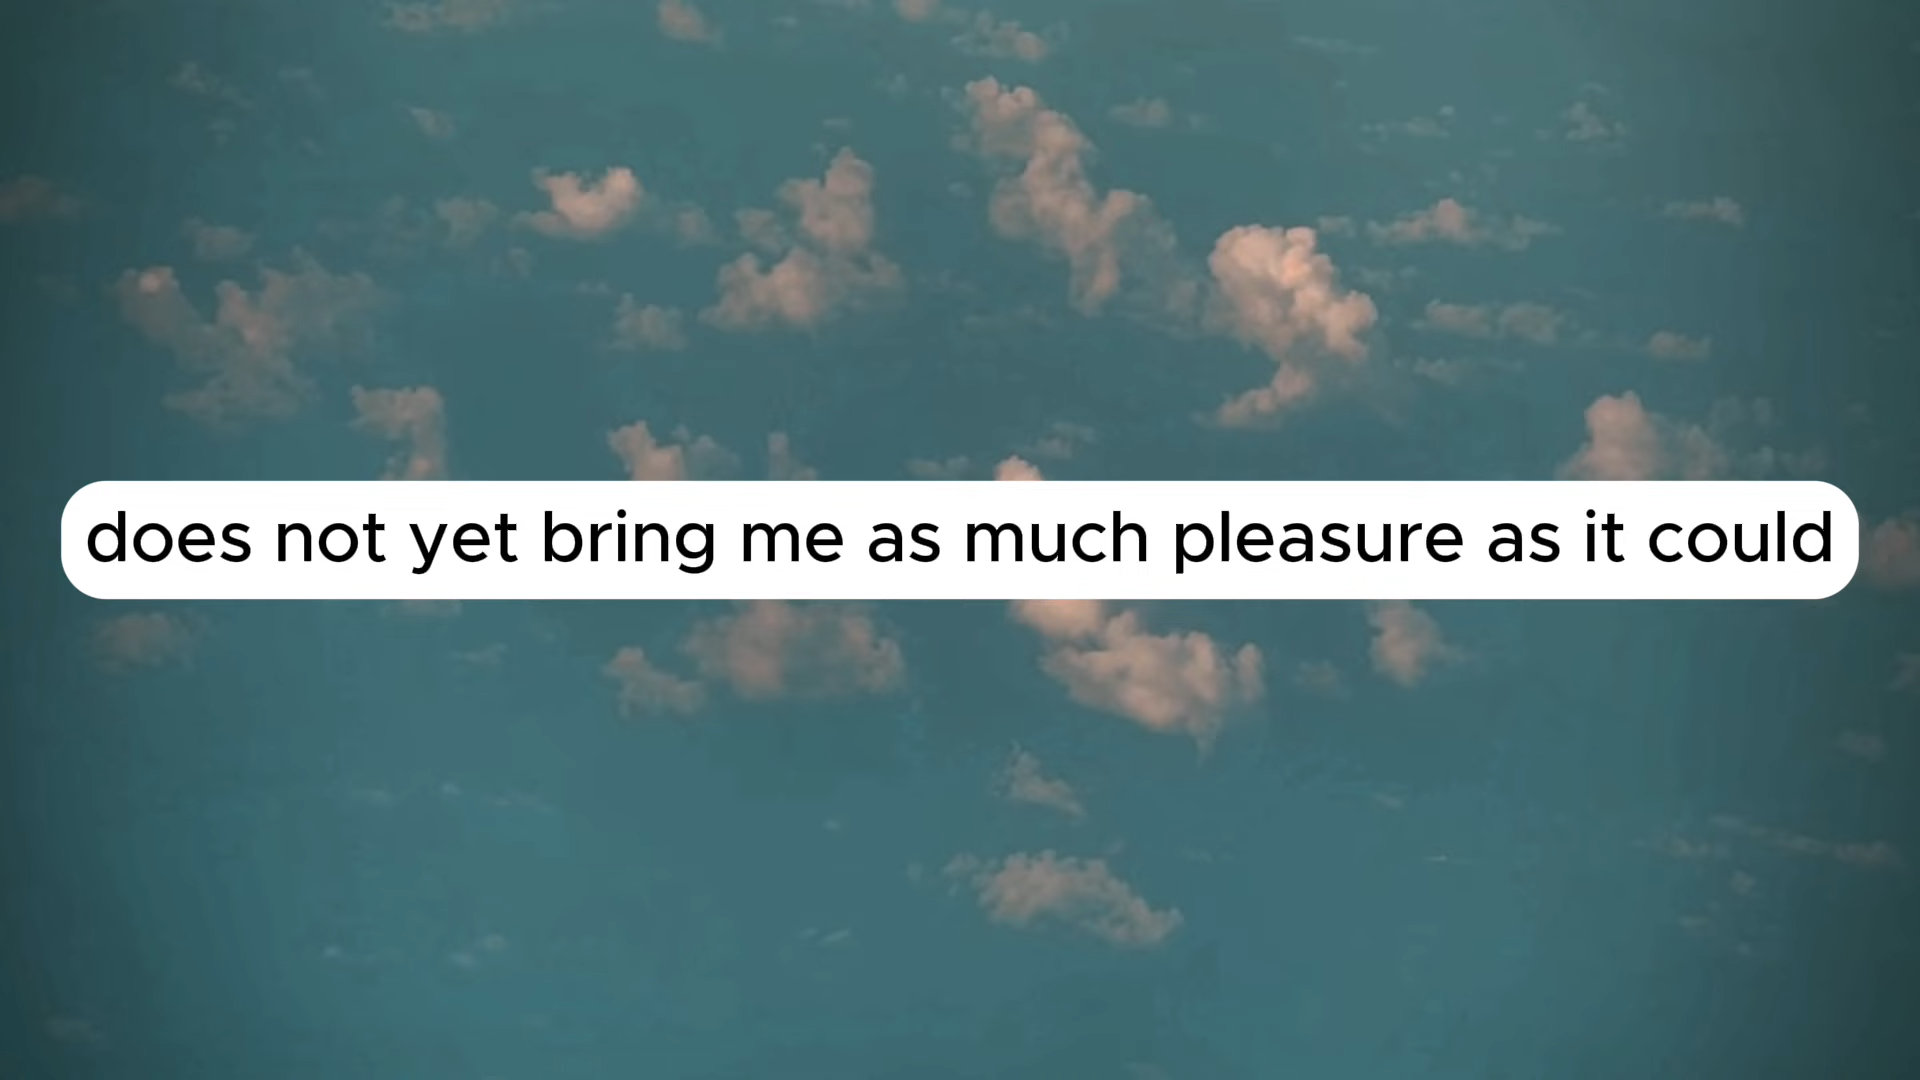 does not yet bring me as much pleasure as it could